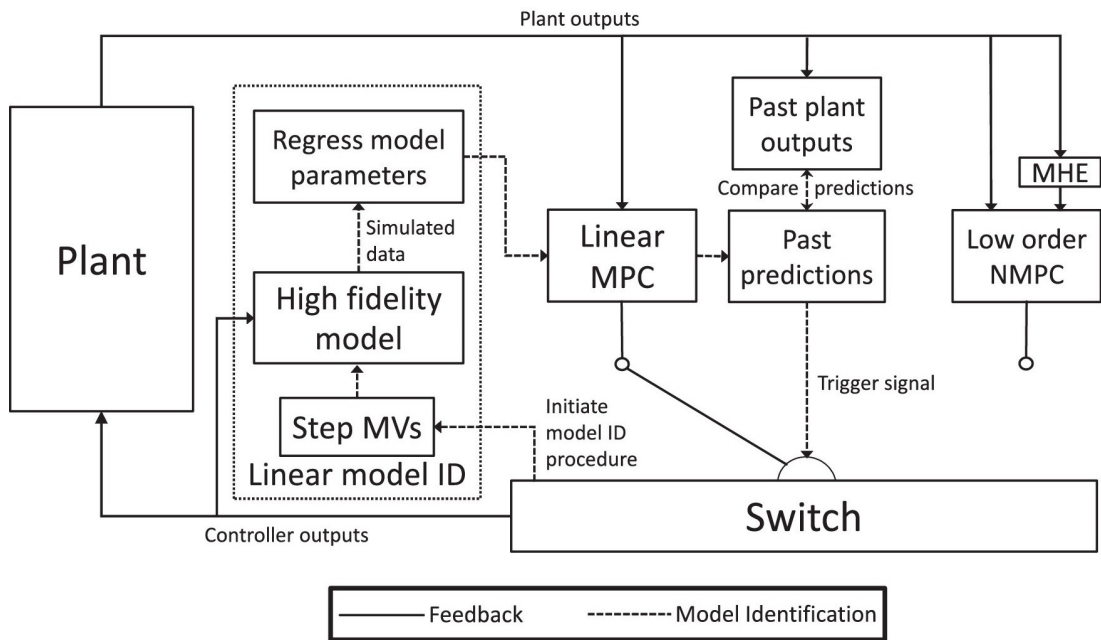 Plant outputs
Plant
Regress model
parameters
Simulated
data
High fidelity
model
Step MVs
Linear model ID
Linear
MPC
Past plant
outputs
Compare predictions
Past
predictions
MHE
Low order
NMPC
Trigger signal
Initiate
model ID
procedure
Switch
Controller outputs
Feedback
Model Identification